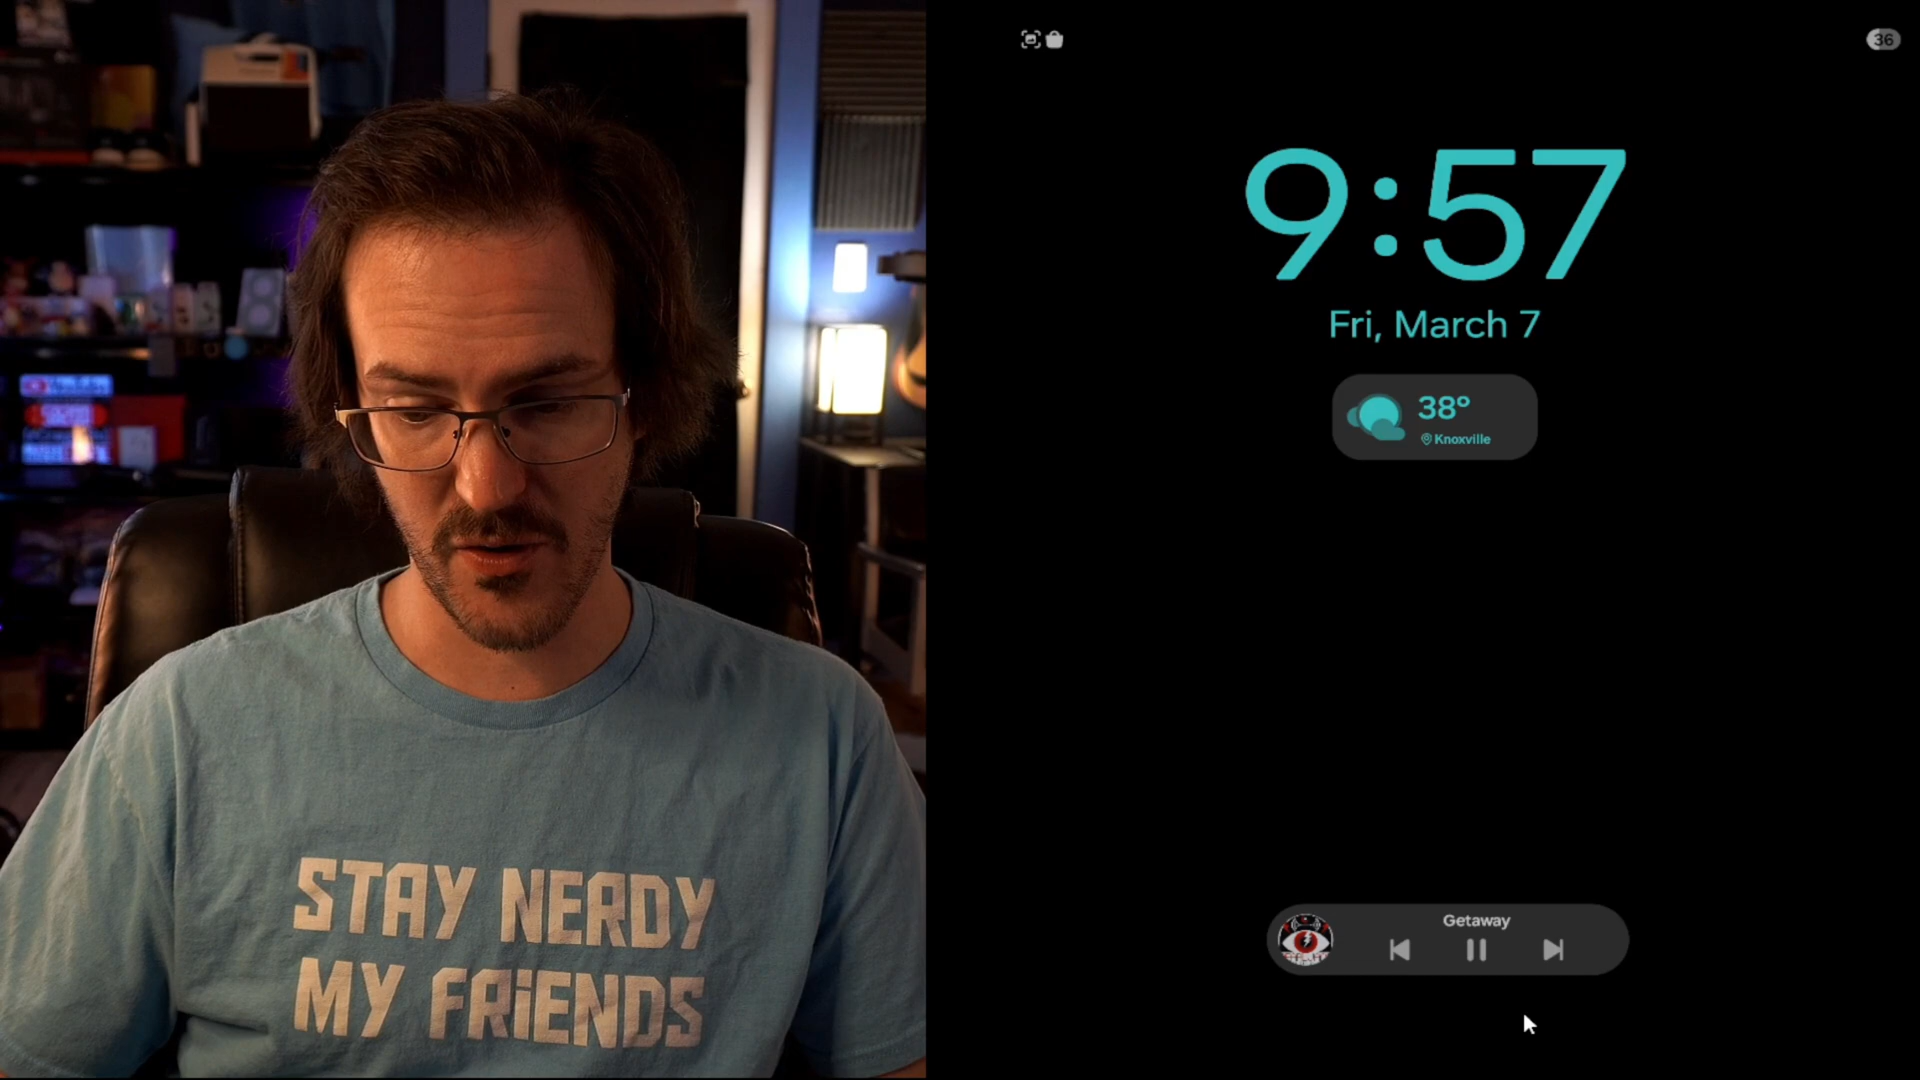 STAY NERDY
MY FRiENDS
36
9:57
Fri, March 7
38°
Knoxville
Getaway